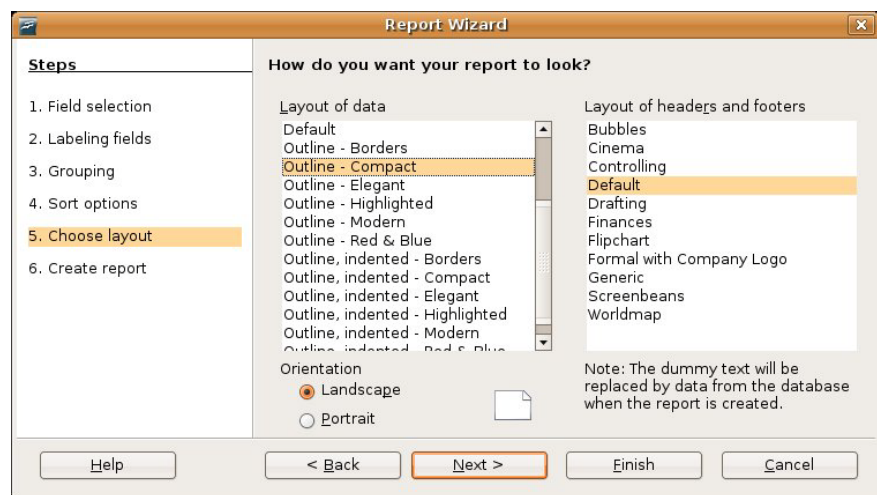 Report Wizard
Steps
1. Field selection
2. Labeling fields
3. Grouping
4. Sort options
5. Choose layout
6. Create report
How do you want your report to look?
Layout of data
Default
Outline - Borders
Outline - Compact
Outline - Elegant
Outline - Highlighted
Outline - Modern
Outline - Red & Blue
Outline, indented - Borders
Outline, indented - Compact
Outline, indented - Elegant
Outline, indented - Highlighted
Outline, indented - Modern
Outline, indented - Red & Blue
Layout of headers and footers
Bubbles
Cinema
Controlling
Default
Drafting
Finances
Flipchart
Formal with Company Logo
Generic
Screenbeans
Worldmap
Orientation
Landscape
Portrait
Note: The dummy text will be
replaced by data from the database
when the report is created.
Help
< Back
Next >
Finish
Cancel